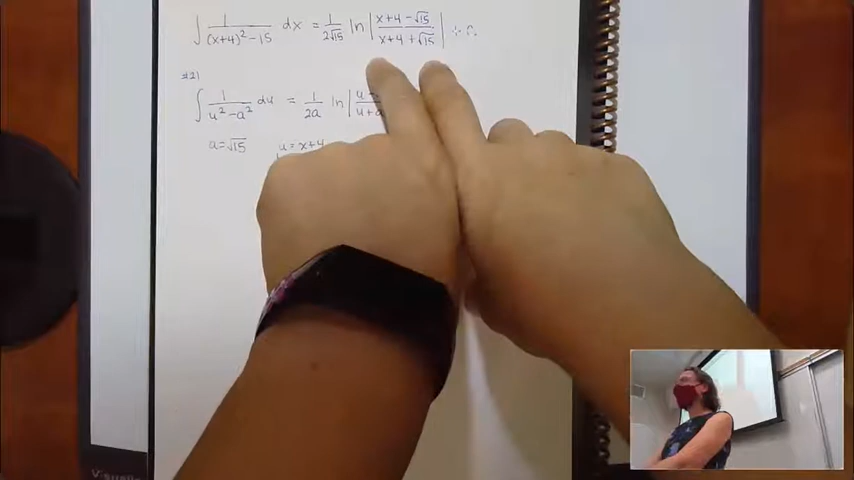 ∫ 1/((x+4)²-15) dx = 1/(2√15) ln |(x+4-√15)/(x+4+√15)| + C
#21
∫ 1/(u²-a²) du = 1/(2a) ln |(u-/(u+a
a=√15 u=x+4